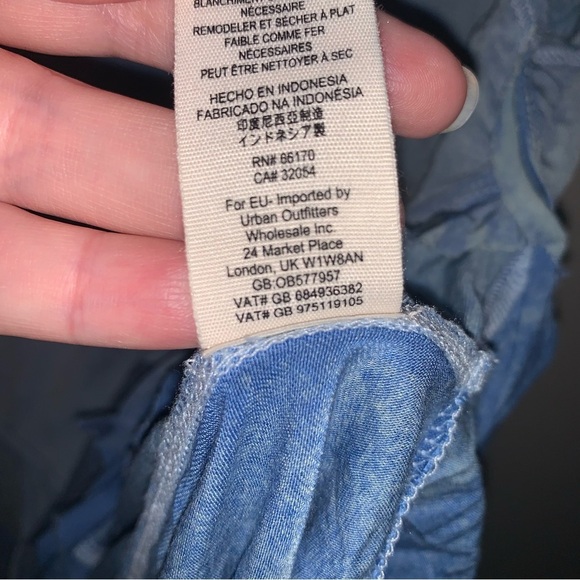 BLANCHIMENT
NÉCESSAIRE
REMODELER ET SÉCHER À PLAT
FAIBLE COMME FER
NÉCESSAIRES
PEUT ÊTRE NETTOYER À SEC
HECHO EN INDONESIA
FABRICADO NA INDONÉSIA
印度尼西亞制造
インドネシア製
RN# 66170
CA# 32054
For EU- Imported by
Urban Outfitters
Wholesale Inc.
24 Market Place
London, UK W1W8AN
GB:OB577957
VAT# GB 684936382
VAT# GB 975119105